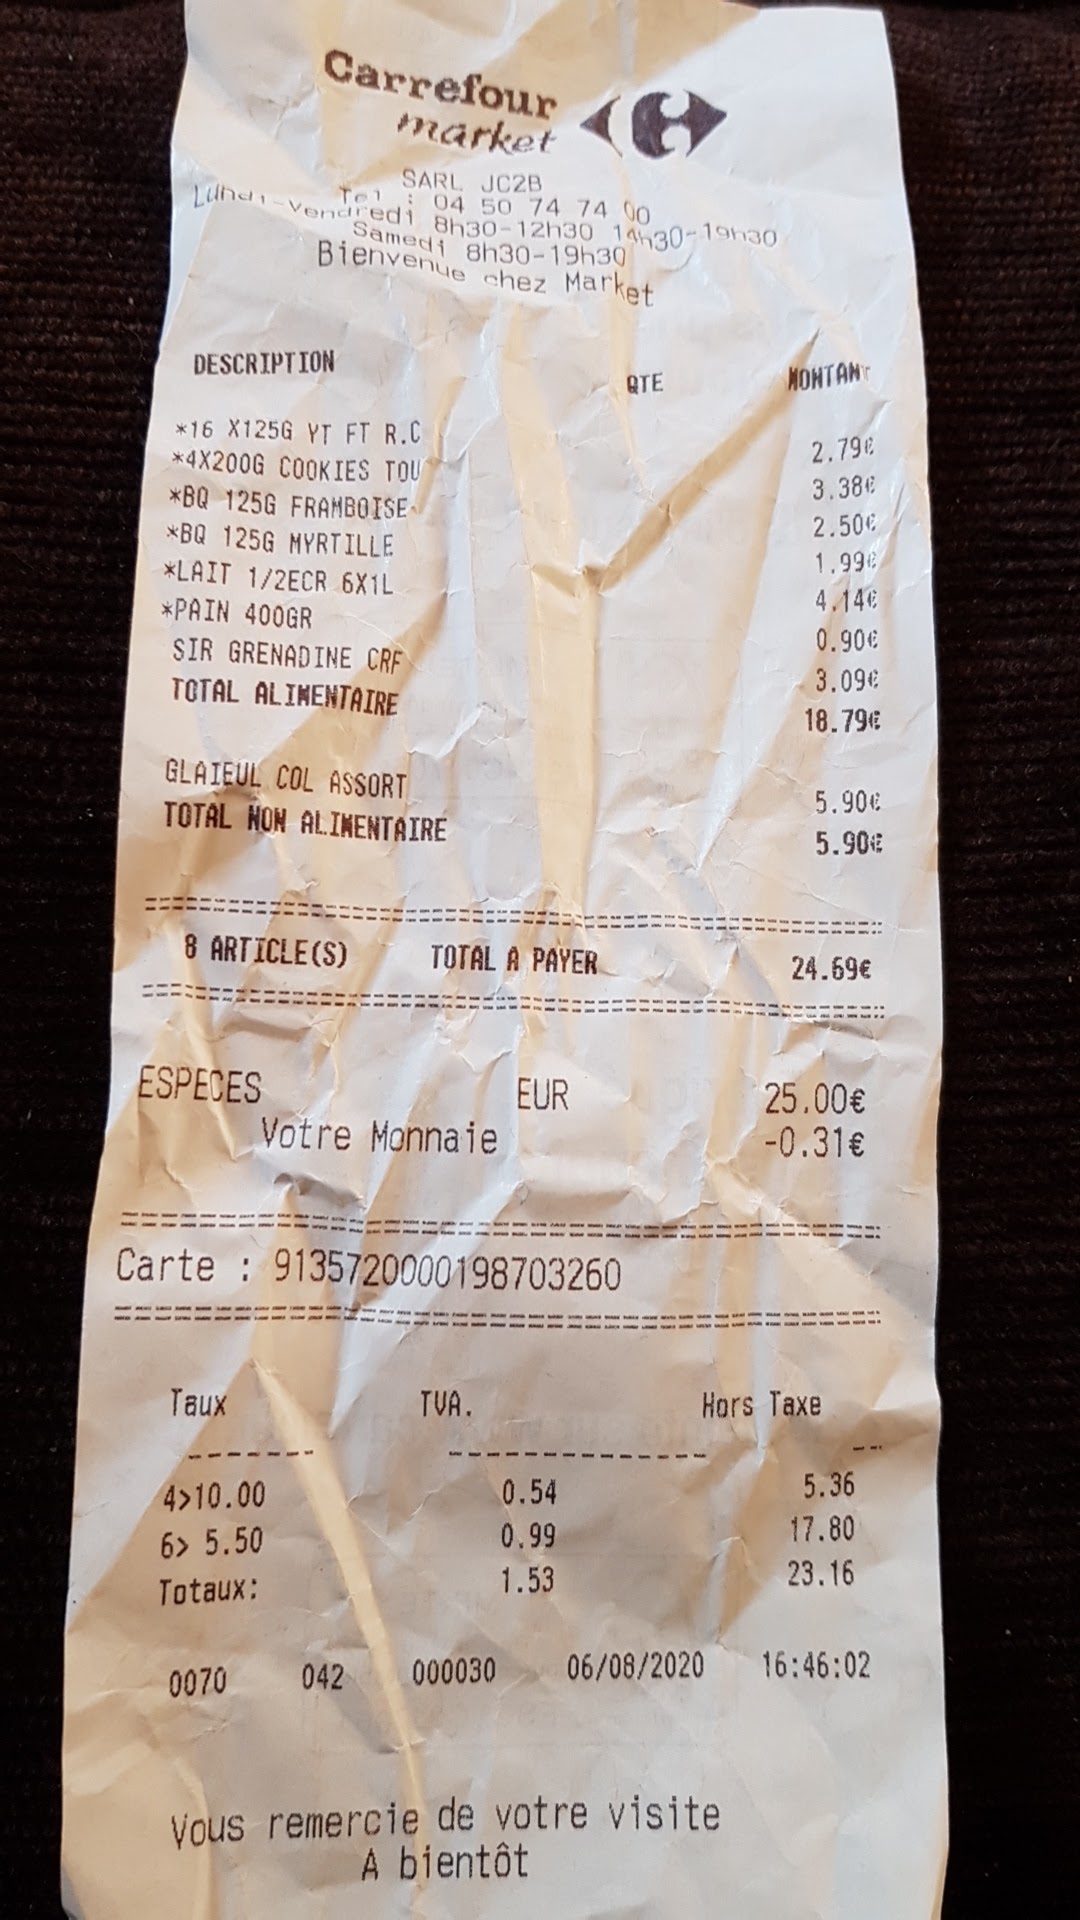 Carrefour
market
SARL JC2B
Tel : 04 50 74 74 00
Lundi-Vendredi 8h30-12h30 14h30-19h30
Samedi 8h30-19h30
Bienvenue chez Market
DESCRIPTION QTE MONTANT
*16 X125G YT FT R.C 2.79€
*4X200G COOKIES TOU 3.38€
*BQ 125G FRAMBOISE 2.50€
*BQ 125G MYRTILLE 1.99€
*LAIT 1/2ECR 6X1L 4.14€
*PAIN 400GR 0.90€
SIR GRENADINE CRF 3.09€
TOTAL ALIMENTAIRE 18.79€
GLAIEUL COL ASSORT 5.90€
TOTAL NON ALIMENTAIRE 5.90€
8 ARTICLE(S) TOTAL A PAYER 24.69€
ESPECES EUR 25.00€
Votre Monnaie -0.31€
Carte : 9135720000198703260
Taux TVA. Hors Taxe
4>10.00 0.54 5.36
6> 5.50 0.99 17.80
Totaux: 1.53 23.16
0070 042 000030 06/08/2020 16:46:02
Vous remercie de votre visite
A bientôt